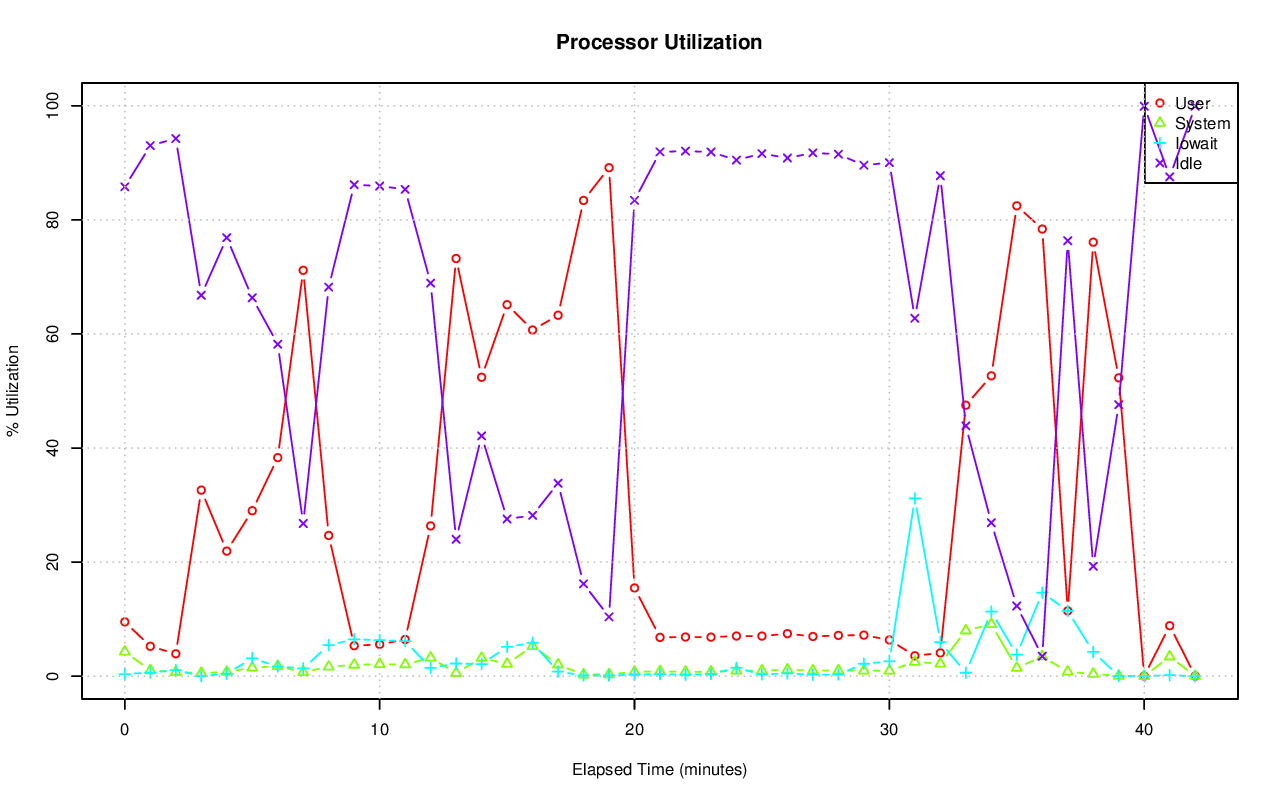 Processor Utilization
% Utilization
100
80
60
40
20
0
User
System
Iowait
Idle
0 10 20 30 40
Elapsed Time (minutes)